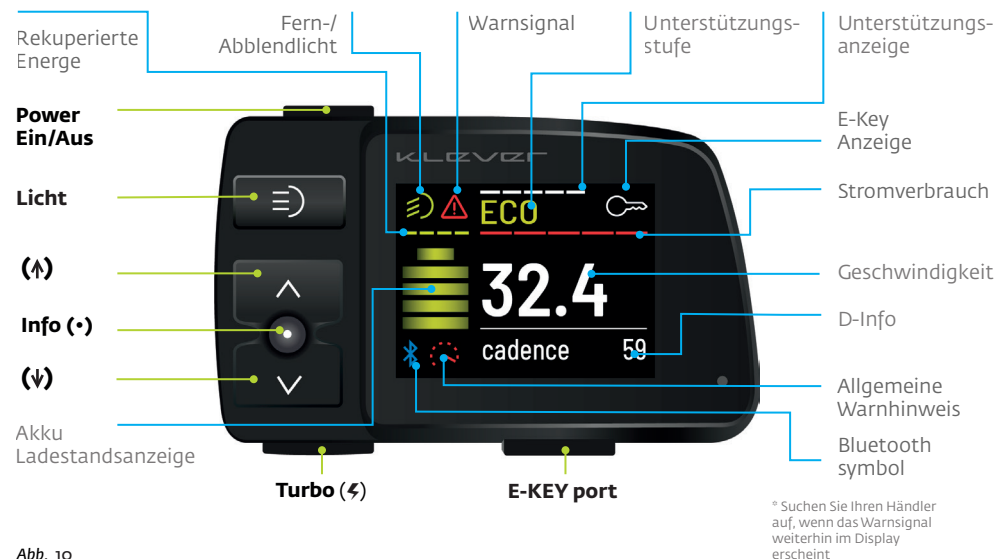 Rekuperierte
Energe
Fern-/
Abblendlicht
Warnsignal
Unterstützungs-
stufe
Unterstützungs-
anzeige
Power
Ein/Aus
E-Key
Anzeige
KLEVER
Licht
ECO
Stromverbrauch
(↑)
32.4
Geschwindigkeit
Info (•)
D-Info
cadence 59
(↓)
Allgemeine
Warnhinweis
Akku
Ladestandsanzeige
Bluetooth
symbol
Turbo (⚡)
E-KEY port
* Suchen Sie Ihren Händler
auf, wenn das Warnsignal
weiterhin im Display
erscheint
Abb. 10